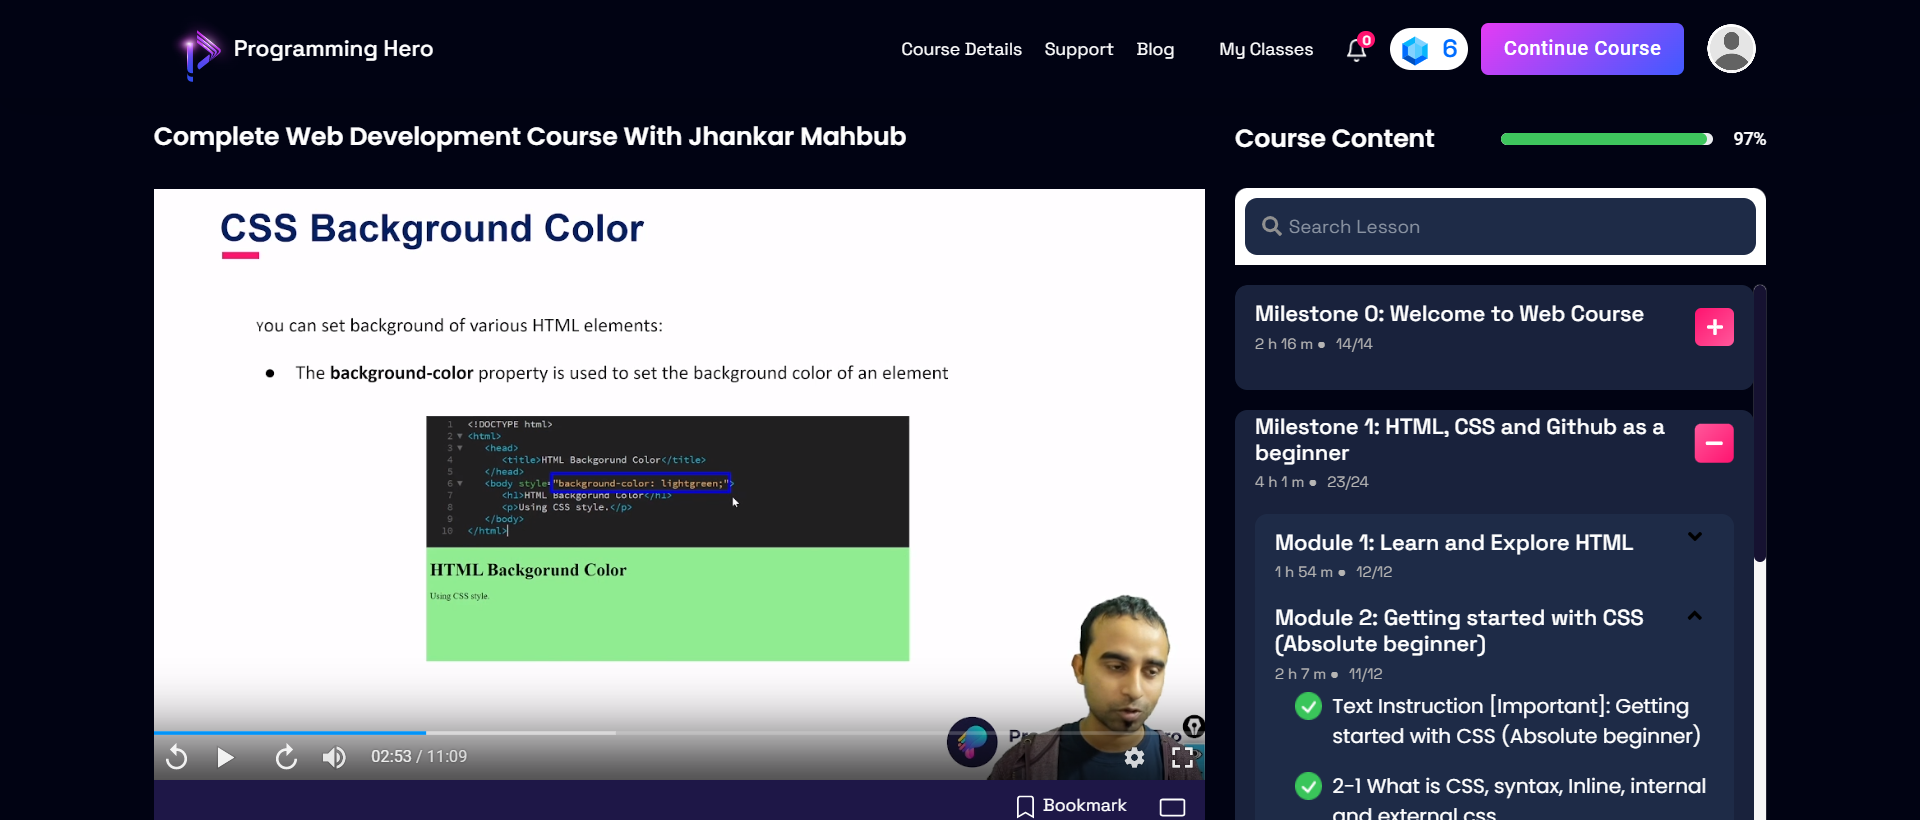 Programming Hero
Course Details Support Blog My Classes 0 6 Continue Course
Complete Web Development Course With Jhankar Mahbub
CSS Background Color
You can set background of various HTML elements:
● The background-color property is used to set the background color of an element
1 <!DOCTYPE html>
2 <html>
3 <head>
4 <title>HTML Backgorund Color</title>
5 </head>
6 <body style="background-color: lightgreen;">
7 <h1>HTML Backgorund Color</h1>
8 <p>Using CSS style.</p>
9 </body>
10 </html>
HTML Backgorund Color
Using CSS style.
02:53 / 11:09
Bookmark
Course Content 97%
Search Lesson
Milestone 0: Welcome to Web Course
2 h 16 m ● 14/14
Milestone 1: HTML, CSS and Github as a
beginner
4 h 1 m ● 23/24
Module 1: Learn and Explore HTML
1 h 54 m ● 12/12
Module 2: Getting started with CSS
(Absolute beginner)
2 h 7 m ● 11/12
Text Instruction [Important]: Getting
started with CSS (Absolute beginner)
2-1 What is CSS, syntax, Inline, internal
and external css